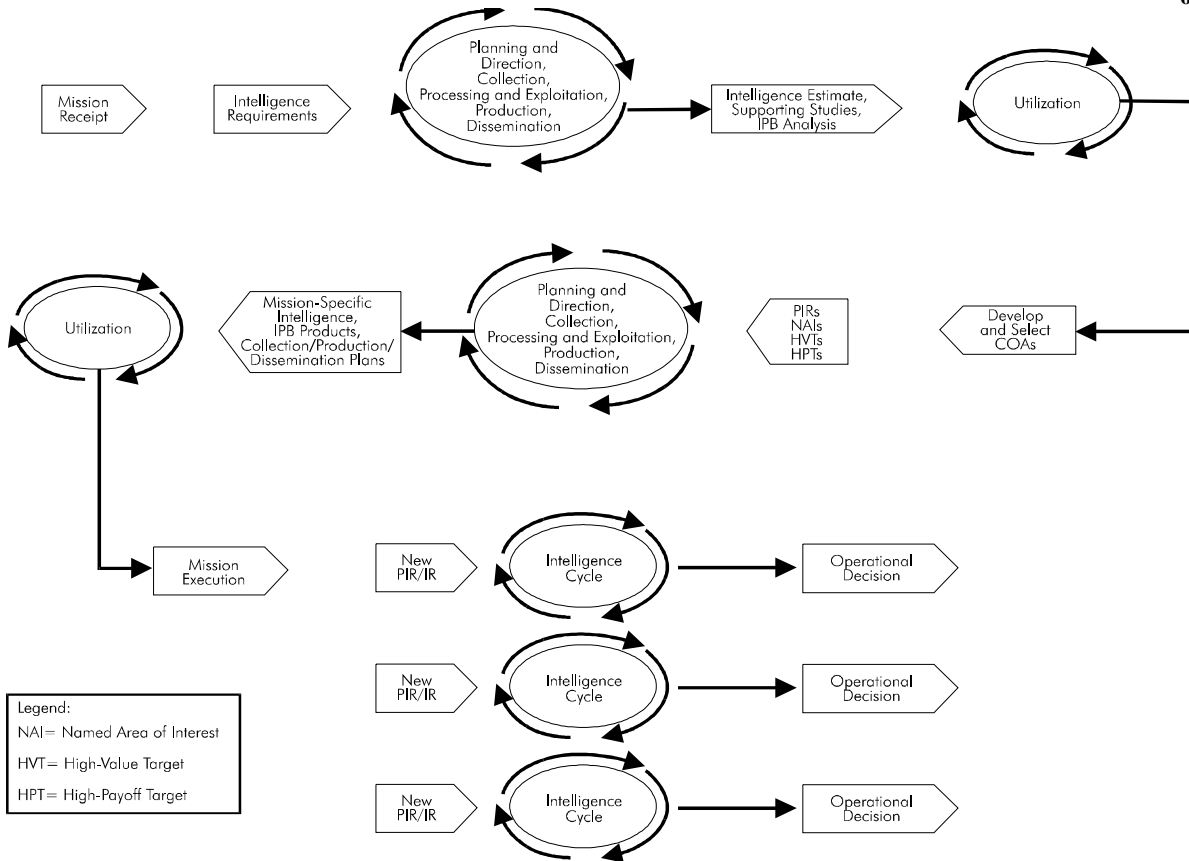 Mission
Receipt
Intelligence
Requirements
Planning and
Direction,
Collection,
Processing and Exploitation,
Production,
Dissemination
Intelligence Estimate,
Supporting Studies,
IPB Analysis
Utilization
Utilization
Mission-Specific
Intelligence,
IPB Products,
Collection/Production/
Dissemination Plans
Planning and
Direction,
Collection,
Processing and Exploitation,
Production,
Dissemination
PIRs
NAIs
HVTs
HPTs
Develop
and Select
COAs
Mission
Execution
New
PIR/IR
Intelligence
Cycle
Operational
Decision
New
PIR/IR
Intelligence
Cycle
Operational
Decision
New
PIR/IR
Intelligence
Cycle
Operational
Decision
Legend:
NAI= Named Area of Interest
HVT= High-Value Target
HPT= High-Payoff Target